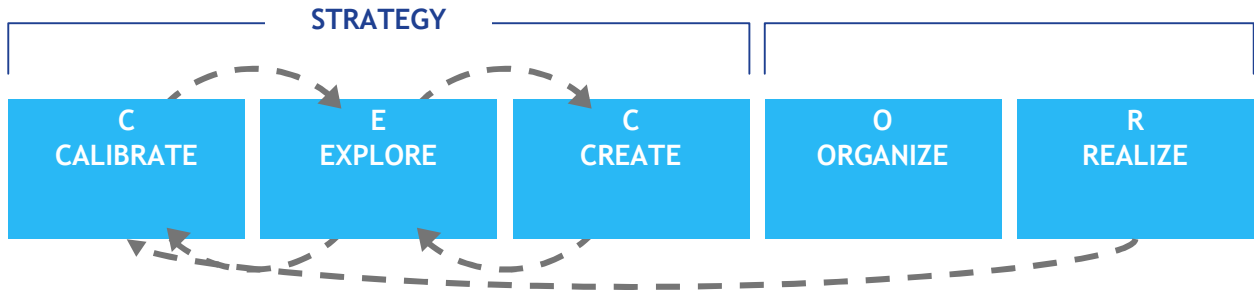 STRATEGY
C
CALIBRATE
E
EXPLORE
C
CREATE
O
ORGANIZE
R
REALIZE